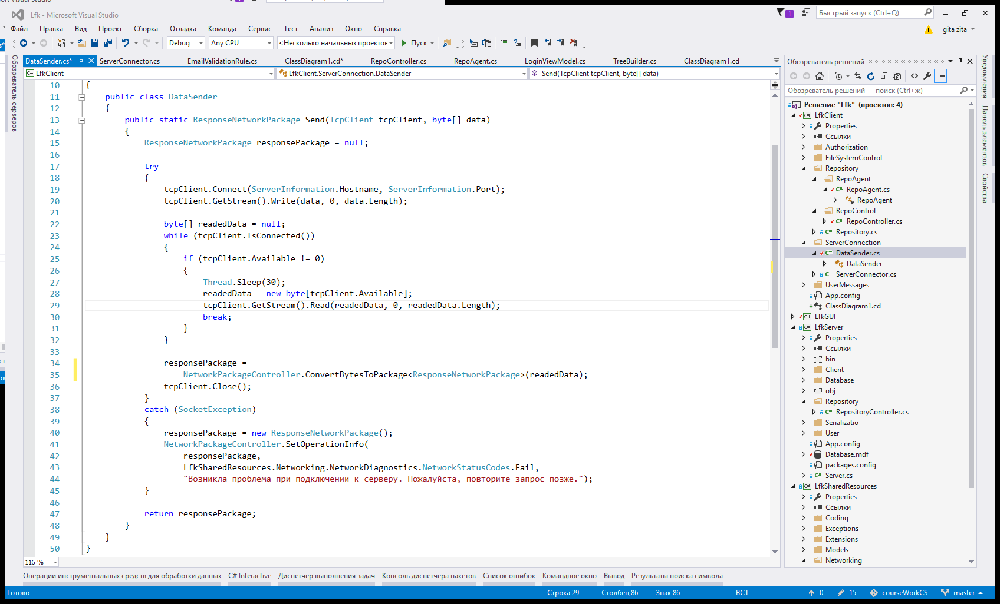 Lfk - Microsoft Visual Studio
1
Быстрый запуск (Ctrl+Q)
Файл Правка Вид Проект Сборка Отладка Команда Сервис Тест Анализ Окно Справка
gita zita
Debug Any CPU <Несколько начальных проектов Пуск
Обозреватель серверов
DataSender.cs* ServerConnector.cs EmailValidationRule.cs ClassDiagram1.cd* RepoController.cs RepoAgent.cs LoginViewModel.cs TreeBuilder.cs ClassDiagram1.cd
LfkClient LfkClient.ServerConnection.DataSender Send(TcpClient tcpClient, byte[] data)
10 {
11 public class DataSender
12 {
13 public static ResponseNetworkPackage Send(TcpClient tcpClient, byte[] data)
14 {
15 ResponseNetworkPackage responsePackage = null;
16
17 try
18 {
19 tcpClient.Connect(ServerInformation.Hostname, ServerInformation.Port);
20 tcpClient.GetStream().Write(data, 0, data.Length);
21
22 byte[] readedData = null;
23 while (tcpClient.IsConnected())
24 {
25 if (tcpClient.Available != 0)
26 {
27 Thread.Sleep(30);
28 readedData = new byte[tcpClient.Available];
29 tcpClient.GetStream().Read(readedData, 0, readedData.Length);
30 break;
31 }
32 }
33
34 responsePackage =
35 NetworkPackageController.ConvertBytesToPackage<ResponseNetworkPackage>(readedData);
36 tcpClient.Close();
37 }
38 catch (SocketException)
39 {
40 responsePackage = new ResponseNetworkPackage();
41 NetworkPackageController.SetOperationInfo(
42 responsePackage,
43 LfkSharedResources.Networking.NetworkDiagnostics.NetworkStatusCodes.Fail,
44 "Возникла проблема при подключении к серверу. Пожалуйста, повторите запрос позже.");
45 }
46
47 return responsePackage;
48 }
49 }
50 }
116 %
Обозреватель решений
Обозреватель решений — поиск (Ctrl+ж)
Решение "Lfk" (проектов: 4)
LfkClient
Properties
Ссылки
Authorization
FileSystemControl
Repository
RepoAgent
RepoAgent.cs
RepoAgent
RepoControl
RepoController.cs
Repository.cs
ServerConnection
DataSender.cs
DataSender
ServerConnector.cs
UserMessages
App.config
ClassDiagram1.cd
LfkGUI
LfkServer
Properties
Ссылки
bin
Client
Database
obj
Repository
RepositoryController.cs
Serializatio
User
App.config
Database.mdf
packages.config
Server.cs
LfkSharedResources
Properties
Ссылки
Coding
Exceptions
Extensions
Models
Networking
Уведомления
Панель элементов
Свойства
Операции инструментальных средств для обработки данных C# Interactive Диспетчер выполнения задач Консоль диспетчера пакетов Список ошибок Командное окно Вывод Результаты поиска символа
Готово Строка 29 Столбец 86 Знак 86 ВСТ 0 15 courseWorkCS master